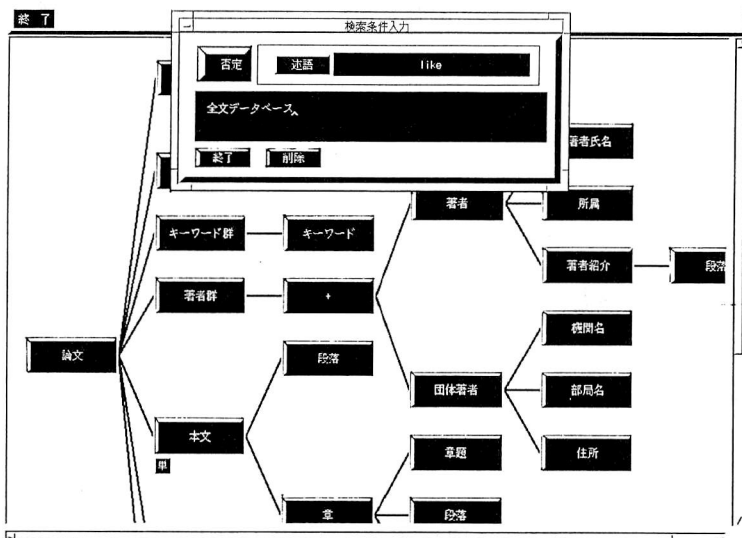 終 了
検索条件入力
否定
述語
like
全文データベース
終了
削除
著者氏名
著者
所属
キーワード群
キーワード
著者紹介
段落
著者群
+
機関名
論文
段落
団体著者
部局名
本文
単
章題
住所
章
段落